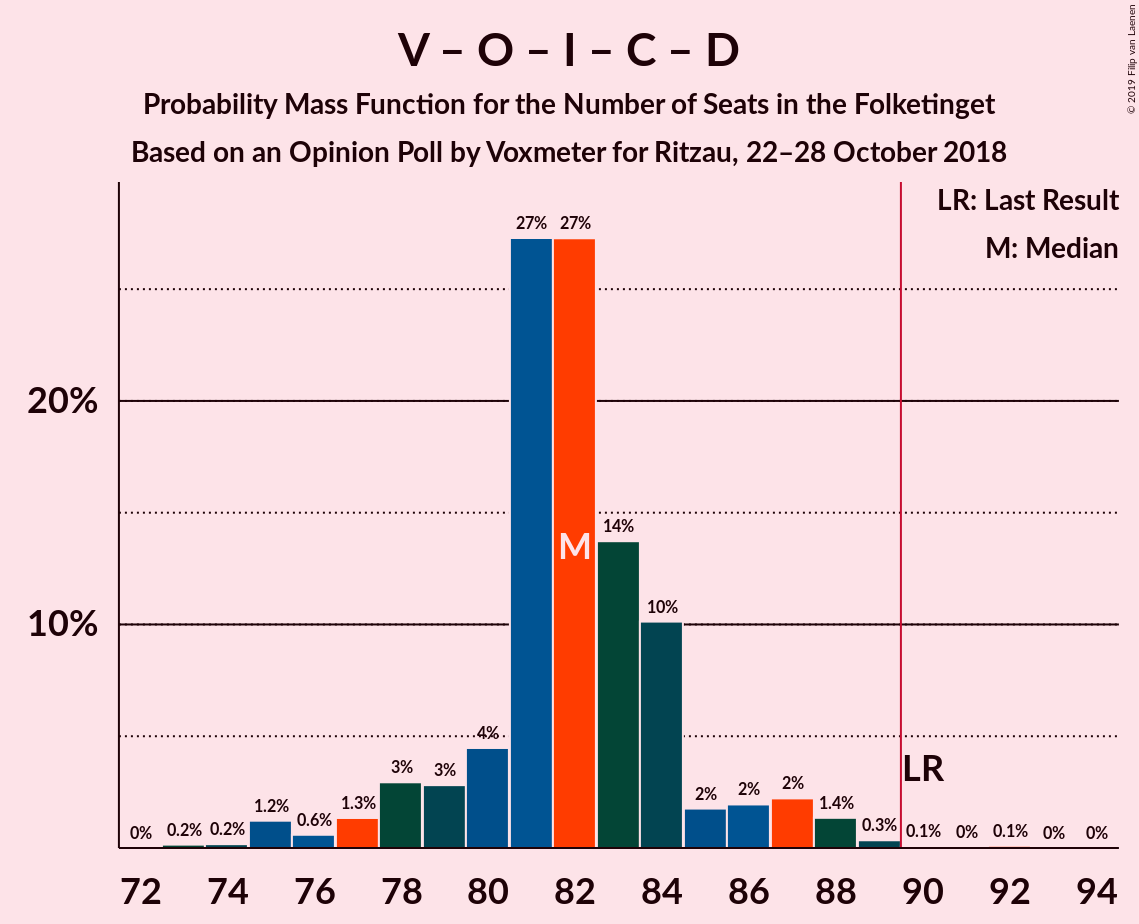 V – O – I – C – D
Probability Mass Function for the Number of Seats in the Folketinget
Based on an Opinion Poll by Voxmeter for Ritzau, 22–28 October 2018
© 2019 Filip van Laenen
LR: Last Result
M: Median
20%
10%
0% 0.2% 0.2% 1.2% 0.6% 1.3% 3% 3% 4% 27% 27% 14% 10% 2% 2% 2% 1.4% 0.3% 0.1% 0% 0.1% 0% 0%
M
LR
72 74 76 78 80 82 84 86 88 90 92 94